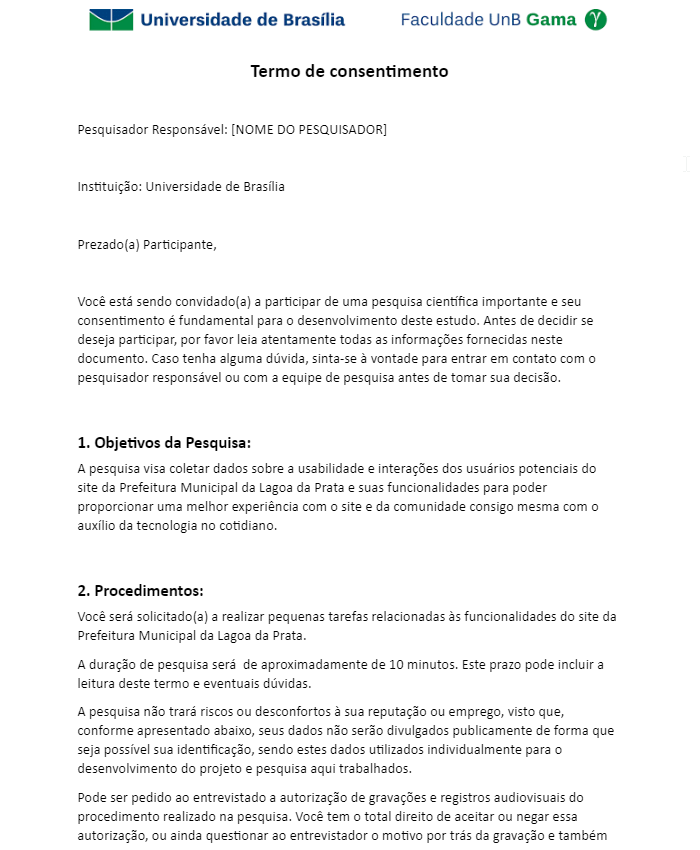 Universidade de Brasília Faculdade UnB Gama
Termo de consentimento
Pesquisador Responsável: [NOME DO PESQUISADOR]
Instituição: Universidade de Brasília
Prezado(a) Participante,
Você está sendo convidado(a) a participar de uma pesquisa científica importante e seu
consentimento é fundamental para o desenvolvimento deste estudo. Antes de decidir se
deseja participar, por favor leia atentamente todas as informações fornecidas neste
documento. Caso tenha alguma dúvida, sinta-se à vontade para entrar em contato com o
pesquisador responsável ou com a equipe de pesquisa antes de tomar sua decisão.
1. Objetivos da Pesquisa:
A pesquisa visa coletar dados sobre a usabilidade e interações dos usuários potenciais do
site da Prefeitura Municipal da Lagoa da Prata e suas funcionalidades para poder
proporcionar uma melhor experiência com o site e da comunidade consigo mesma com o
auxílio da tecnologia no cotidiano.
2. Procedimentos:
Você será solicitado(a) a realizar pequenas tarefas relacionadas às funcionalidades do site da
Prefeitura Municipal da Lagoa da Prata.
A duração de pesquisa será  de aproximadamente de 10 minutos. Este prazo pode incluir a
leitura deste termo e eventuais dúvidas.
A pesquisa não trará riscos ou desconfortos à sua reputação ou emprego, visto que,
conforme apresentado abaixo, seus dados não serão divulgados publicamente de forma que
seja possível sua identificação, sendo estes dados utilizados individualmente para o
desenvolvimento do projeto e pesquisa aqui trabalhados.
Pode ser pedido ao entrevistado a autorização de gravações e registros audiovisuais do
procedimento realizado na pesquisa. Você tem o total direito de aceitar ou negar essa
autorização, ou ainda questionar ao entrevistador o motivo por trás da gravação e também